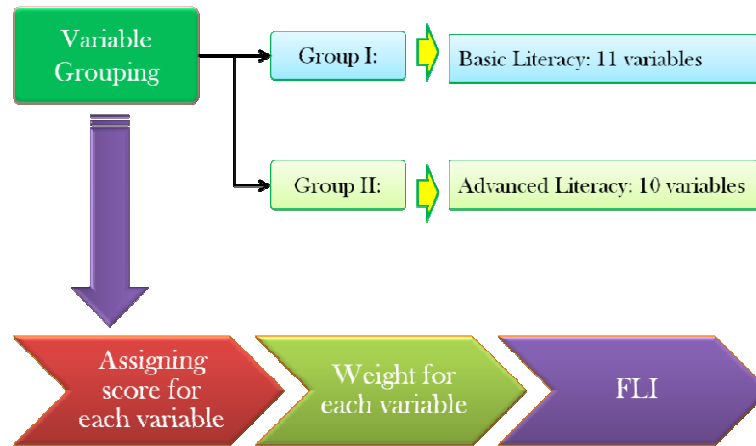 Variable
Grouping
Group I:
Basic Literacy: 11 variables
Group II:
Advanced Literacy: 10 variables
Assigning
score for
each variable
Weight for
each variable
FLI